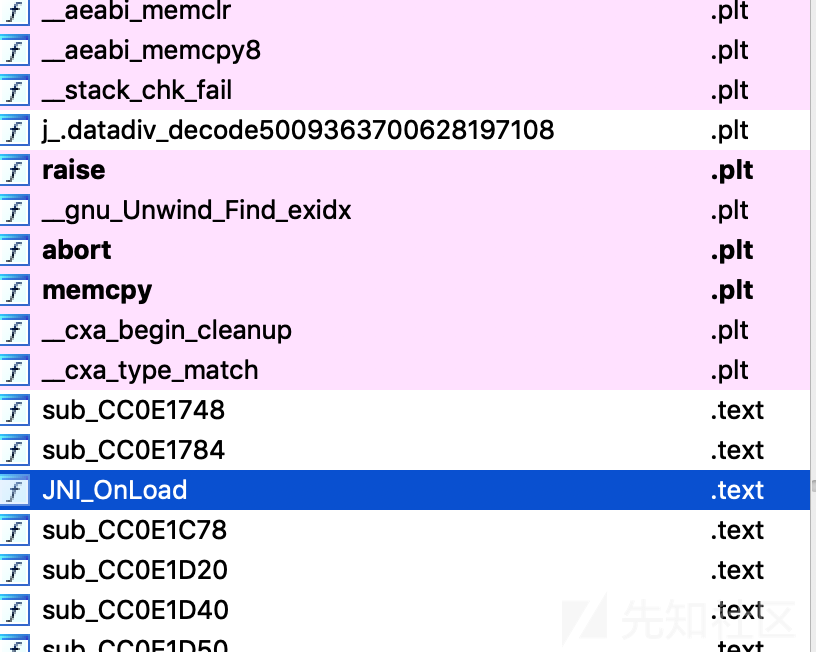 f __aeabi_memclr .plt
f __aeabi_memcpy8 .plt
f __stack_chk_fail .plt
f j_.datadiv_decode5009363700628197108 .plt
f raise .plt
f __gnu_Unwind_Find_exidx .plt
f abort .plt
f memcpy .plt
f __cxa_begin_cleanup .plt
f __cxa_type_match .plt
f sub_CC0E1748 .text
f sub_CC0E1784 .text
f JNI_OnLoad .text
f sub_CC0E1C78 .text
f sub_CC0E1D20 .text
f sub_CC0E1D40 .text
f sub_CC0E1D50 .text
先知社区